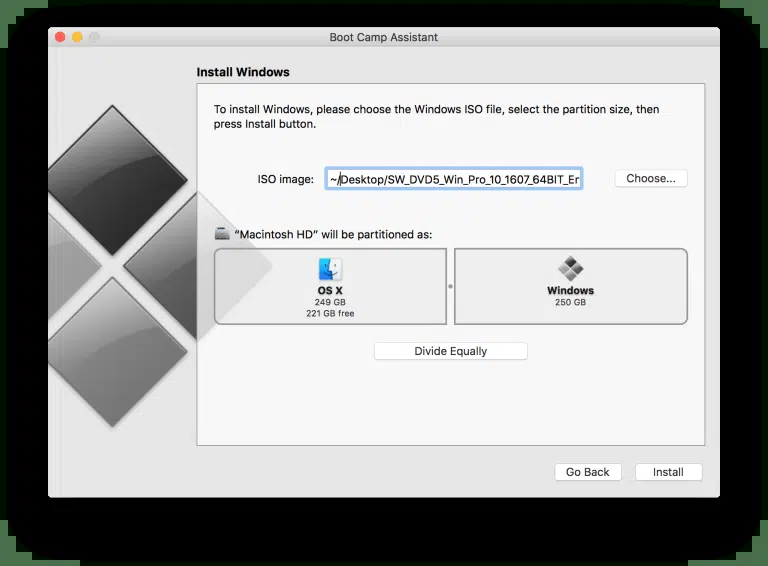 Boot Camp Assistant
Install Windows
To install Windows, please choose the Windows ISO file, select the partition size, then
press Install button.
ISO image: ~/Desktop/SW_DVD5_Win_Pro_10_1607_64BIT_En Choose...
“Macintosh HD” will be partitioned as:
OS X
249 GB
221 GB free
Windows
250 GB
Divide Equally
Go Back Install